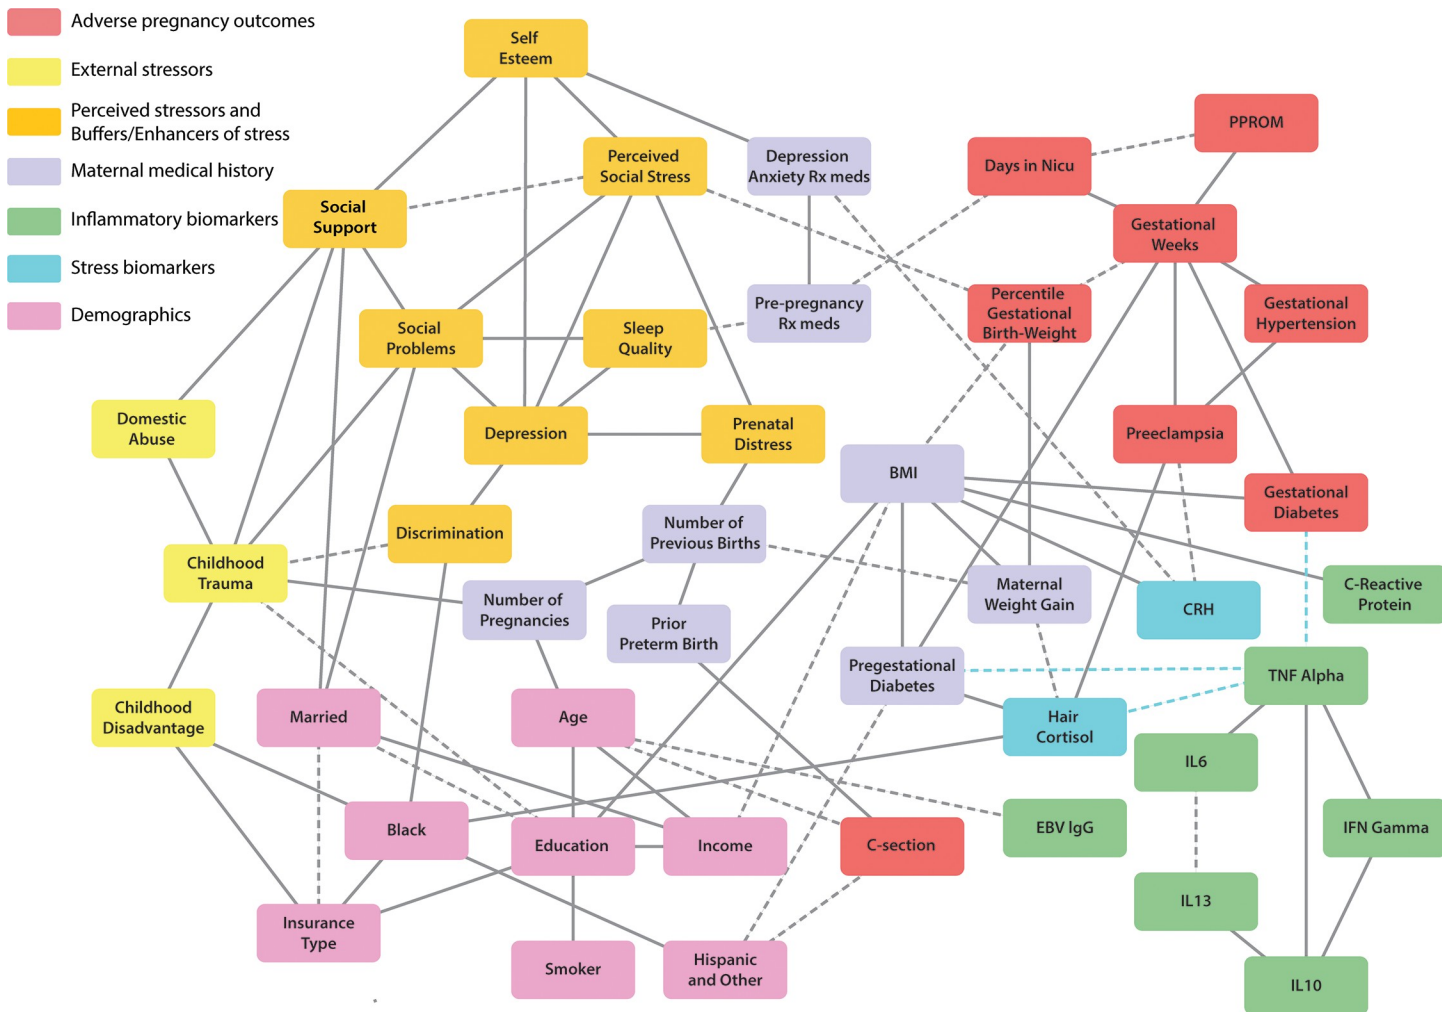 Adverse pregnancy outcomes
External stressors
Perceived stressors and
Buffers/Enhancers of stress
Maternal medical history
Inflammatory biomarkers
Stress biomarkers
Demographics
Self
Esteem
Perceived
Social Stress
Depression
Anxiety Rx meds
Days in Nicu
PPROM
Social
Support
Gestational
Weeks
Social
Problems
Sleep
Quality
Pre-pregnancy
Rx meds
Percentile
Gestational
Birth-Weight
Gestational
Hypertension
Domestic
Abuse
Depression
Prenatal
Distress
Preeclampsia
BMI
Gestational
Diabetes
Discrimination
Number of
Previous Births
Childhood
Trauma
Number of
Pregnancies
Prior
Preterm Birth
Maternal
Weight Gain
CRH
C-Reactive
Protein
Pregestational
Diabetes
TNF Alpha
Childhood
Disadvantage
Married
Age
Hair
Cortisol
IL6
Black
Education
Income
C-section
EBV IgG
IFN Gamma
IL13
Insurance
Type
Smoker
Hispanic
and Other
IL10